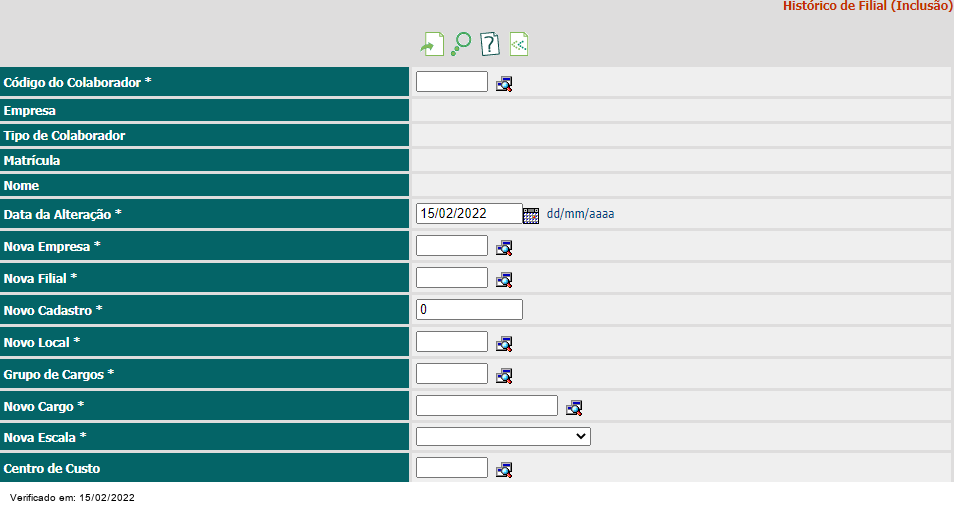 Histórico de Filial (Inclusão)
Código do Colaborador *
Empresa
Tipo de Colaborador
Matrícula
Nome
Data da Alteração * 15/02/2022 dd/mm/aaaa
Nova Empresa *
Nova Filial *
Novo Cadastro * 0
Novo Local *
Grupo de Cargos *
Novo Cargo *
Nova Escala *
Centro de Custo
Verificado em: 15/02/2022